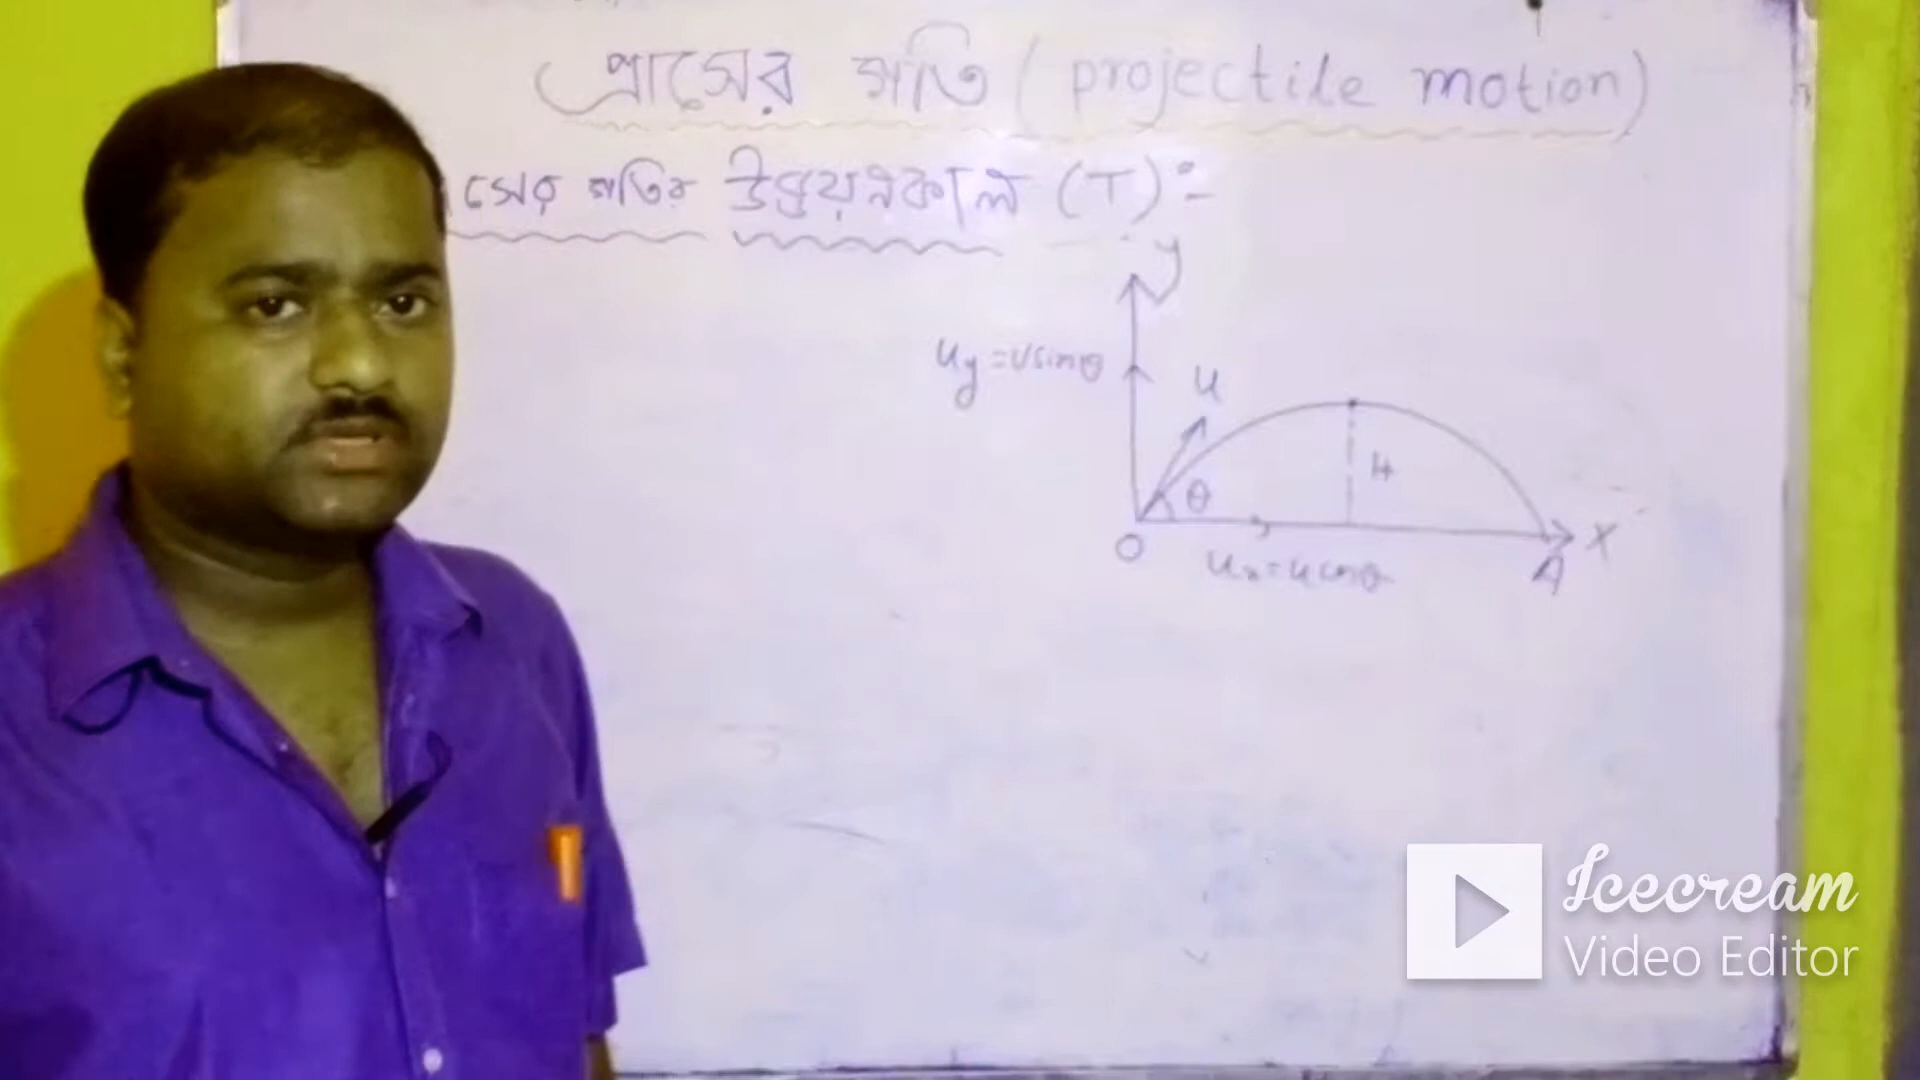 প্রাসের গতি (projectile motion)
সের গতির উড্ডয়নকাল (T):-
y
uy = usinθ
u
H
θ
O
X
ux = ucosθ
A
Icecream
Video Editor